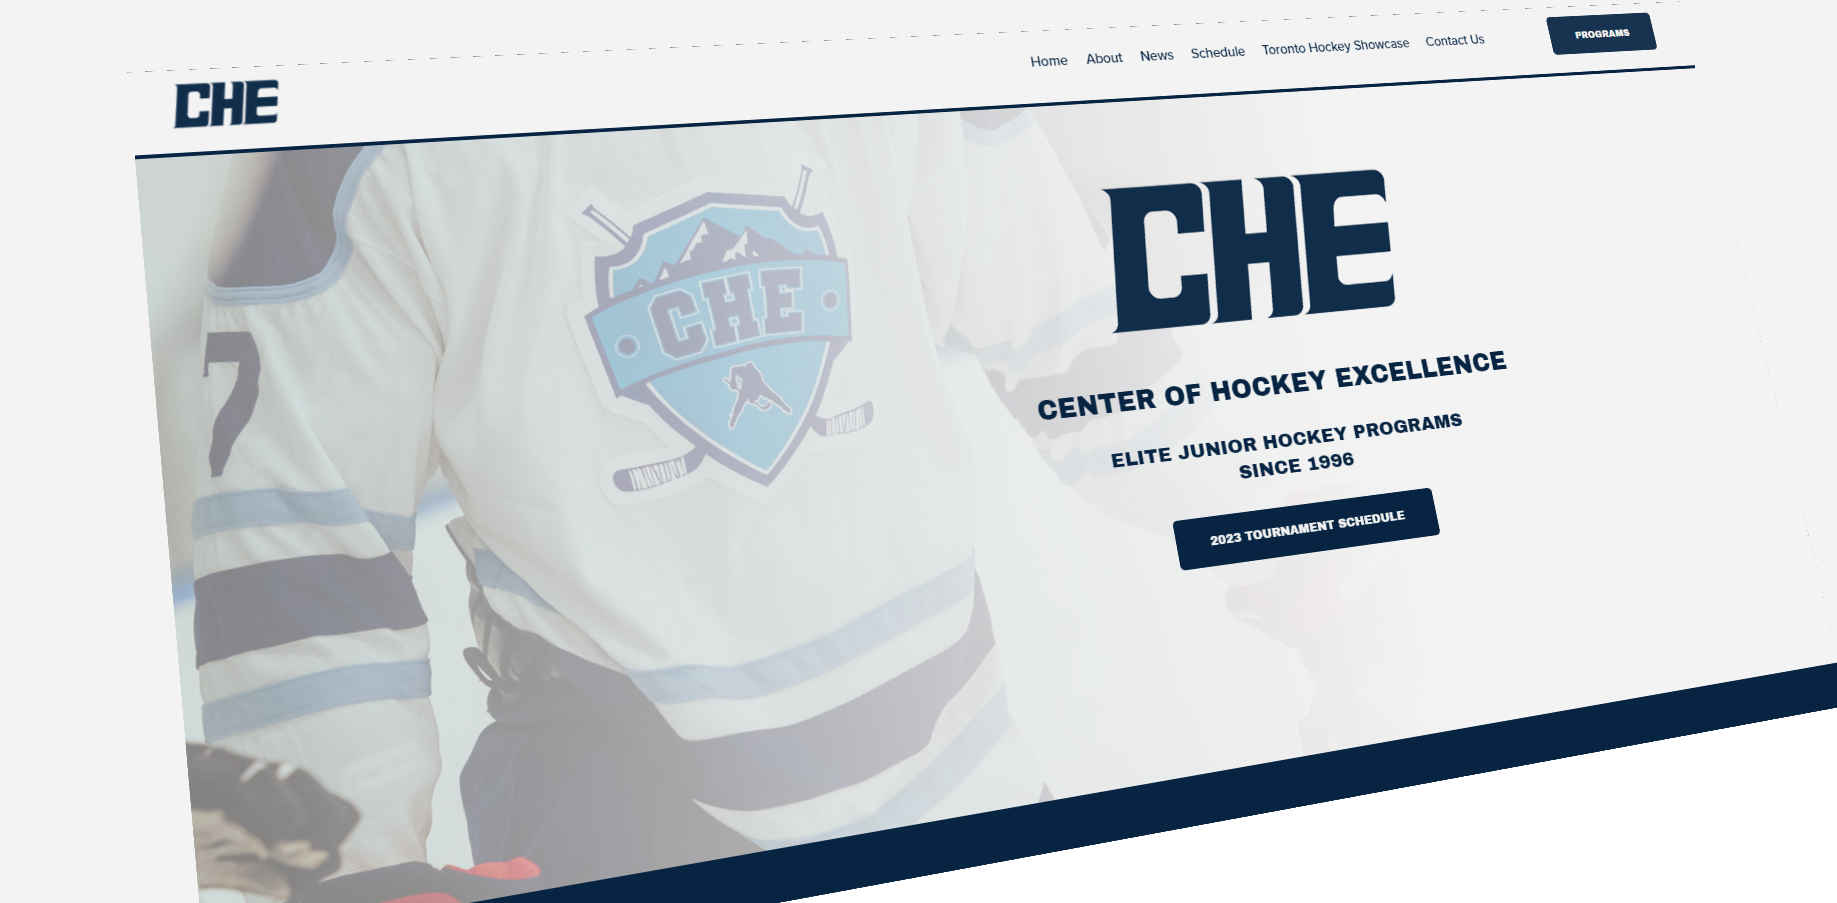 CHE
Home About News Schedule Toronto Hockey Showcase Contact Us
PROGRAMS
7
CHE
CHE
CENTER OF HOCKEY EXCELLENCE
ELITE JUNIOR HOCKEY PROGRAMS
SINCE 1996
2023 TOURNAMENT SCHEDULE